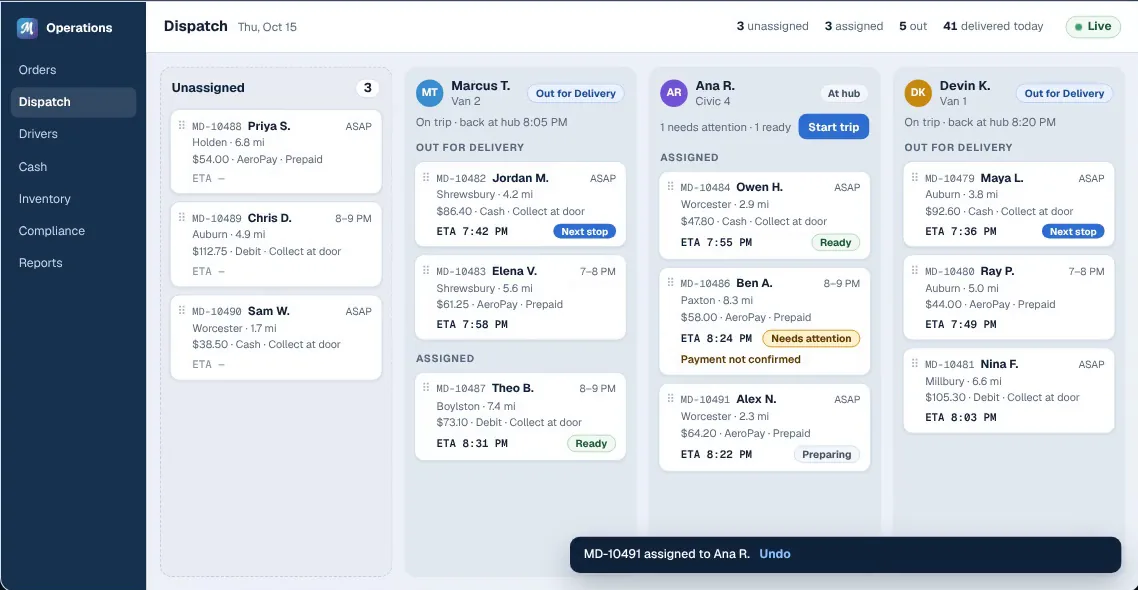 M Operations
Orders
Dispatch
Drivers
Cash
Inventory
Compliance
Reports
Dispatch Thu, Oct 15
3 unassigned 3 assigned 5 out 41 delivered today Live
Unassigned 3
MD-10488 Priya S. ASAP
Holden · 6.8 mi
$54.00 · AeroPay · Prepaid
ETA –
MD-10489 Chris D. 8–9 PM
Auburn · 4.9 mi
$112.75 · Debit · Collect at door
ETA –
MD-10490 Sam W. ASAP
Worcester · 1.7 mi
$38.50 · Cash · Collect at door
ETA –
MT Marcus T. Out for Delivery
Van 2
On trip · back at hub 8:05 PM
OUT FOR DELIVERY
MD-10482 Jordan M. ASAP
Shrewsbury · 4.2 mi
$86.40 · Cash · Collect at door
ETA 7:42 PM Next stop
MD-10483 Elena V. 7–8 PM
Shrewsbury · 5.6 mi
$61.25 · AeroPay · Prepaid
ETA 7:58 PM
ASSIGNED
MD-10487 Theo B. 8–9 PM
Boylston · 7.4 mi
$73.10 · Debit · Collect at door
ETA 8:31 PM Ready
AR Ana R. At hub
Civic 4
1 needs attention · 1 ready Start trip
ASSIGNED
MD-10484 Owen H. ASAP
Worcester · 2.9 mi
$47.80 · Cash · Collect at door
ETA 7:55 PM Ready
MD-10486 Ben A. 8–9 PM
Paxton · 8.3 mi
$58.00 · AeroPay · Prepaid
ETA 8:24 PM Needs attention
Payment not confirmed
MD-10491 Alex N. ASAP
Worcester · 2.3 mi
$64.20 · AeroPay · Prepaid
ETA 8:22 PM Preparing
DK Devin K. Out for Delivery
Van 1
On trip · back at hub 8:20 PM
OUT FOR DELIVERY
MD-10479 Maya L. ASAP
Auburn · 3.8 mi
$92.60 · Cash · Collect at door
ETA 7:36 PM Next stop
MD-10480 Ray P. 7–8 PM
Auburn · 5.0 mi
$44.00 · AeroPay · Prepaid
ETA 7:49 PM
MD-10481 Nina F. ASAP
Millbury · 6.6 mi
$105.30 · Debit · Collect at door
ETA 8:03 PM
MD-10491 assigned to Ana R. Undo